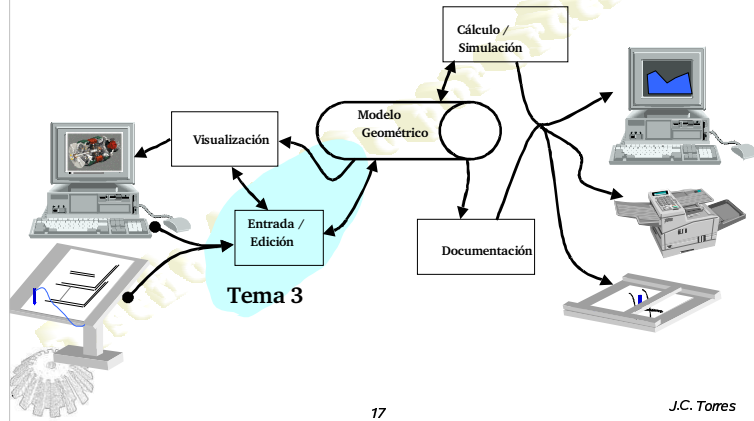 Cálculo /
Simulación
Modelo
Geométrico
Visualización
Entrada /
Edición
Documentación
Tema 3
17
J.C. Torres